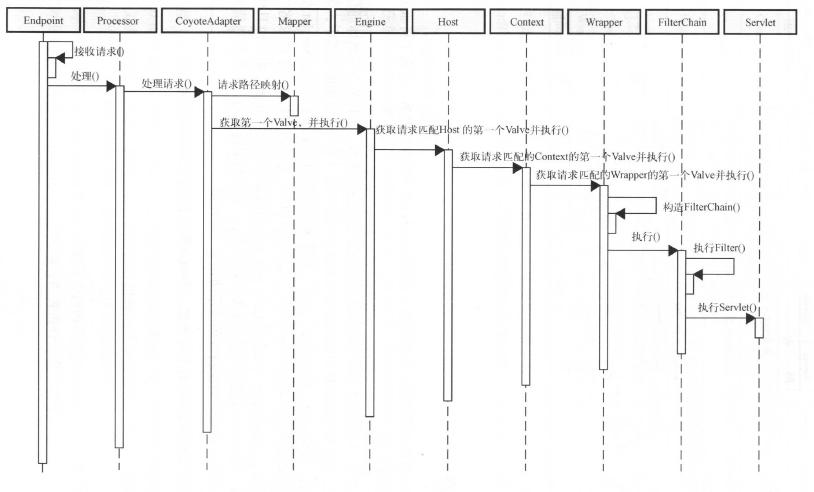 Endpoint
Processor
CoyoteAdapter
Mapper
Engine
Host
Context
Wrapper
FilterChain
Servlet
接收请求()
处理()
处理请求()
请求路径映射()
获取第一个Valve、并执行()
获取请求匹配Host 的第一个Valve并执行()
获取请求匹配的Context的第一个Valve并执行()
获取请求匹配的Wrapper的第一个Valve并执行()
构造FilterChain()
执行()
执行Filter()
执行Servlet()